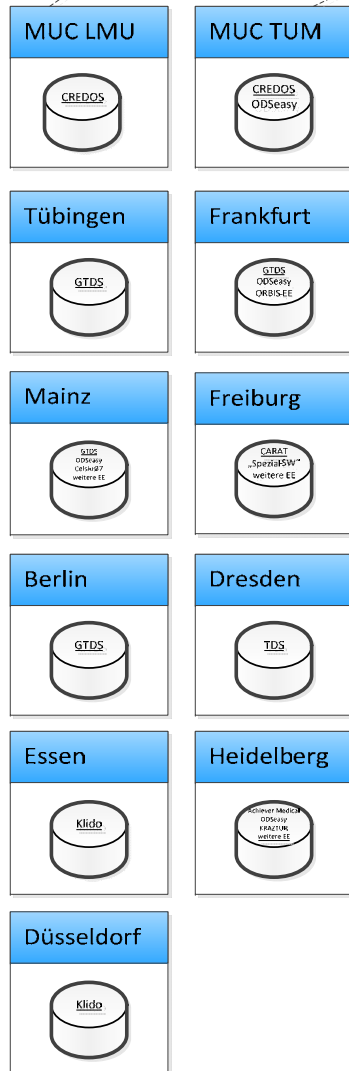 MUC LMU
CREDOS
MUC TUM
CREDOS
ODSeasy
Tübingen
GTDS
Frankfurt
GTDS
ODSeasy
ORBIS-EE
Mainz
GTDS
ODSeasy
Celsius37
weitere EE
Freiburg
CARAT
„Spezial-SW“
weitere EE
Berlin
GTDS
Dresden
TDS
Essen
Klido
Heidelberg
Achiever Medical
ODSeasy
KRAZTUR
weitere EE
Düsseldorf
Klido